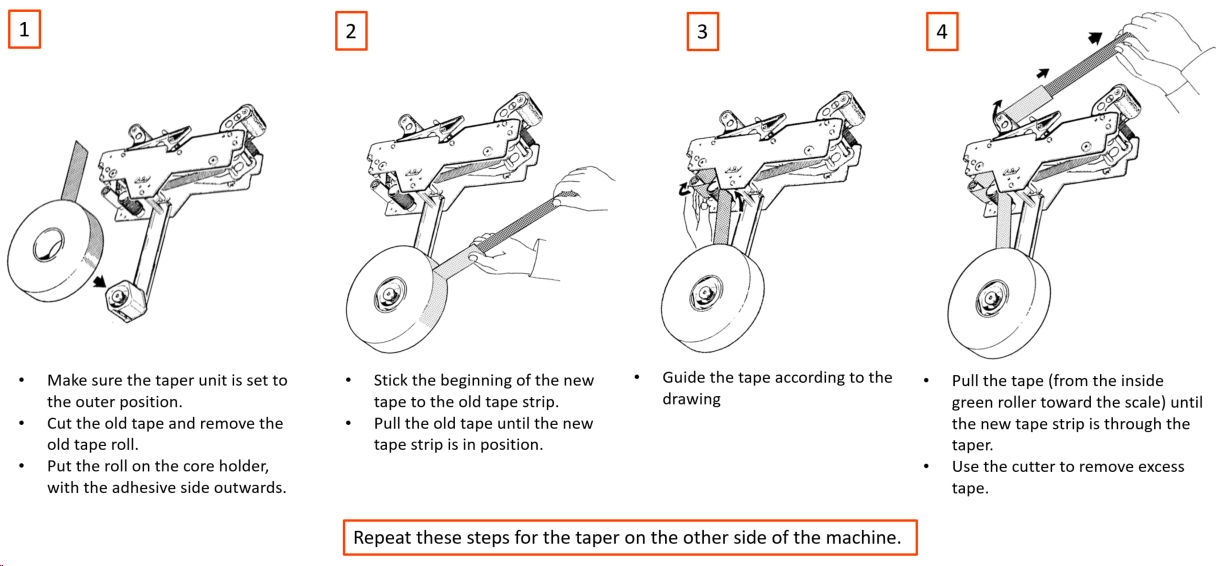 1
2
3
4
• Make sure the taper unit is set to
the outer position.
• Cut the old tape and remove the
old tape roll.
• Put the roll on the core holder,
with the adhesive side outwards.
• Stick the beginning of the new
tape to the old tape strip.
• Pull the old tape until the new
tape strip is in position.
• Guide the tape according to the
drawing
• Pull the tape (from the inside
green roller toward the scale) until
the new tape strip is through the
taper.
• Use the cutter to remove excess
tape.
Repeat these steps for the taper on the other side of the machine.